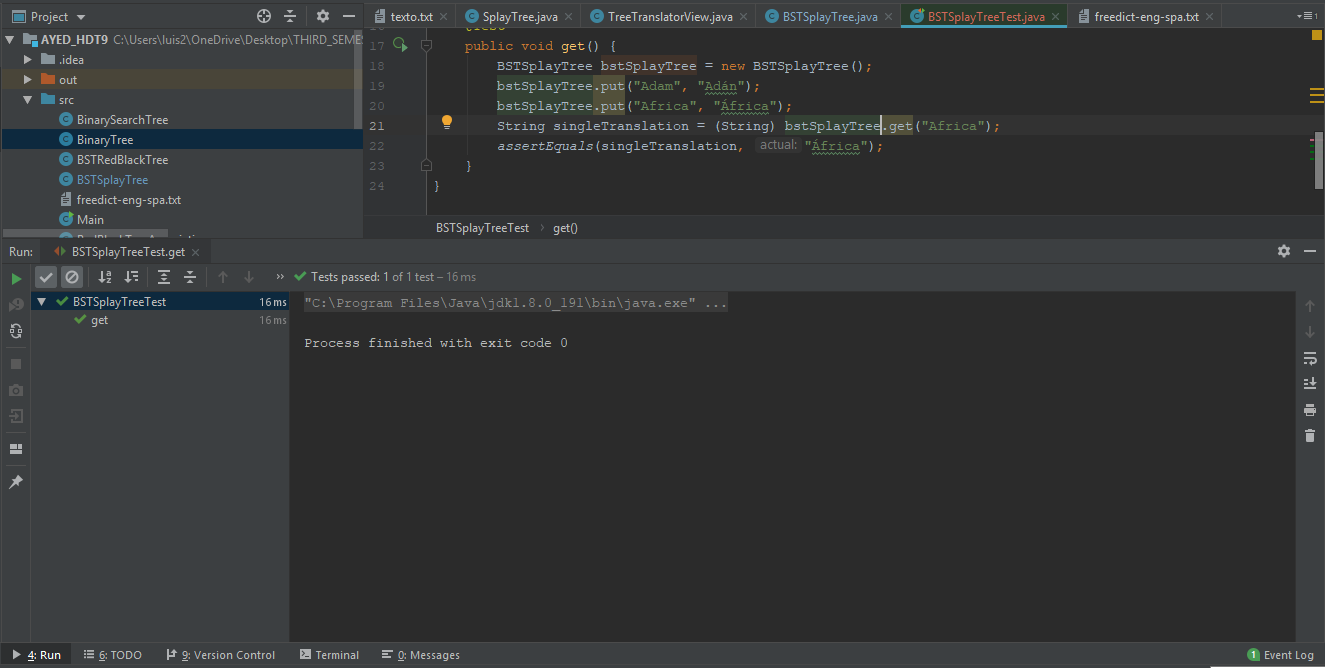 Project
texto.txt SplayTree.java TreeTranslatorView.java BSTSplayTree.java BSTSplayTreeTest.java freedict-eng-spa.txt
AYED_HDT9 C:\Users\luis2\OneDrive\Desktop\THIRD_SEMES
.idea
out
src
BinarySearchTree
BinaryTree
BSTRedBlackTree
BSTSplayTree
freedict-eng-spa.txt
Main
17 public void get() {
18 BSTSplayTree bstSplayTree = new BSTSplayTree();
19 bstSplayTree.put("Adam", "Adán");
20 bstSplayTree.put("Africa", "África");
21 String singleTranslation = (String) bstSplayTree.get("Africa");
22 assertEquals(singleTranslation, actual: "África");
23 }
24 }
BSTSplayTreeTest › get()
Run: BSTSplayTreeTest.get
Tests passed: 1 of 1 test – 16 ms
BSTSplayTreeTest 16 ms
get 16 ms
"C:\Program Files\Java\jdk1.8.0_191\bin\java.exe" ...
Process finished with exit code 0
4: Run 6: TODO 9: Version Control Terminal 0: Messages 1 Event Log